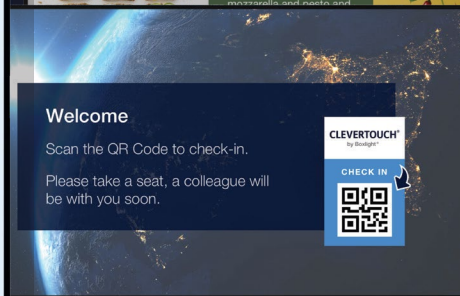 mozzarella and pesto and
Welcome
Scan the QR Code to check-in.
Please take a seat, a colleague will
be with you soon.
CLEVERTOUCH®
by Boxlight®
CHECK IN